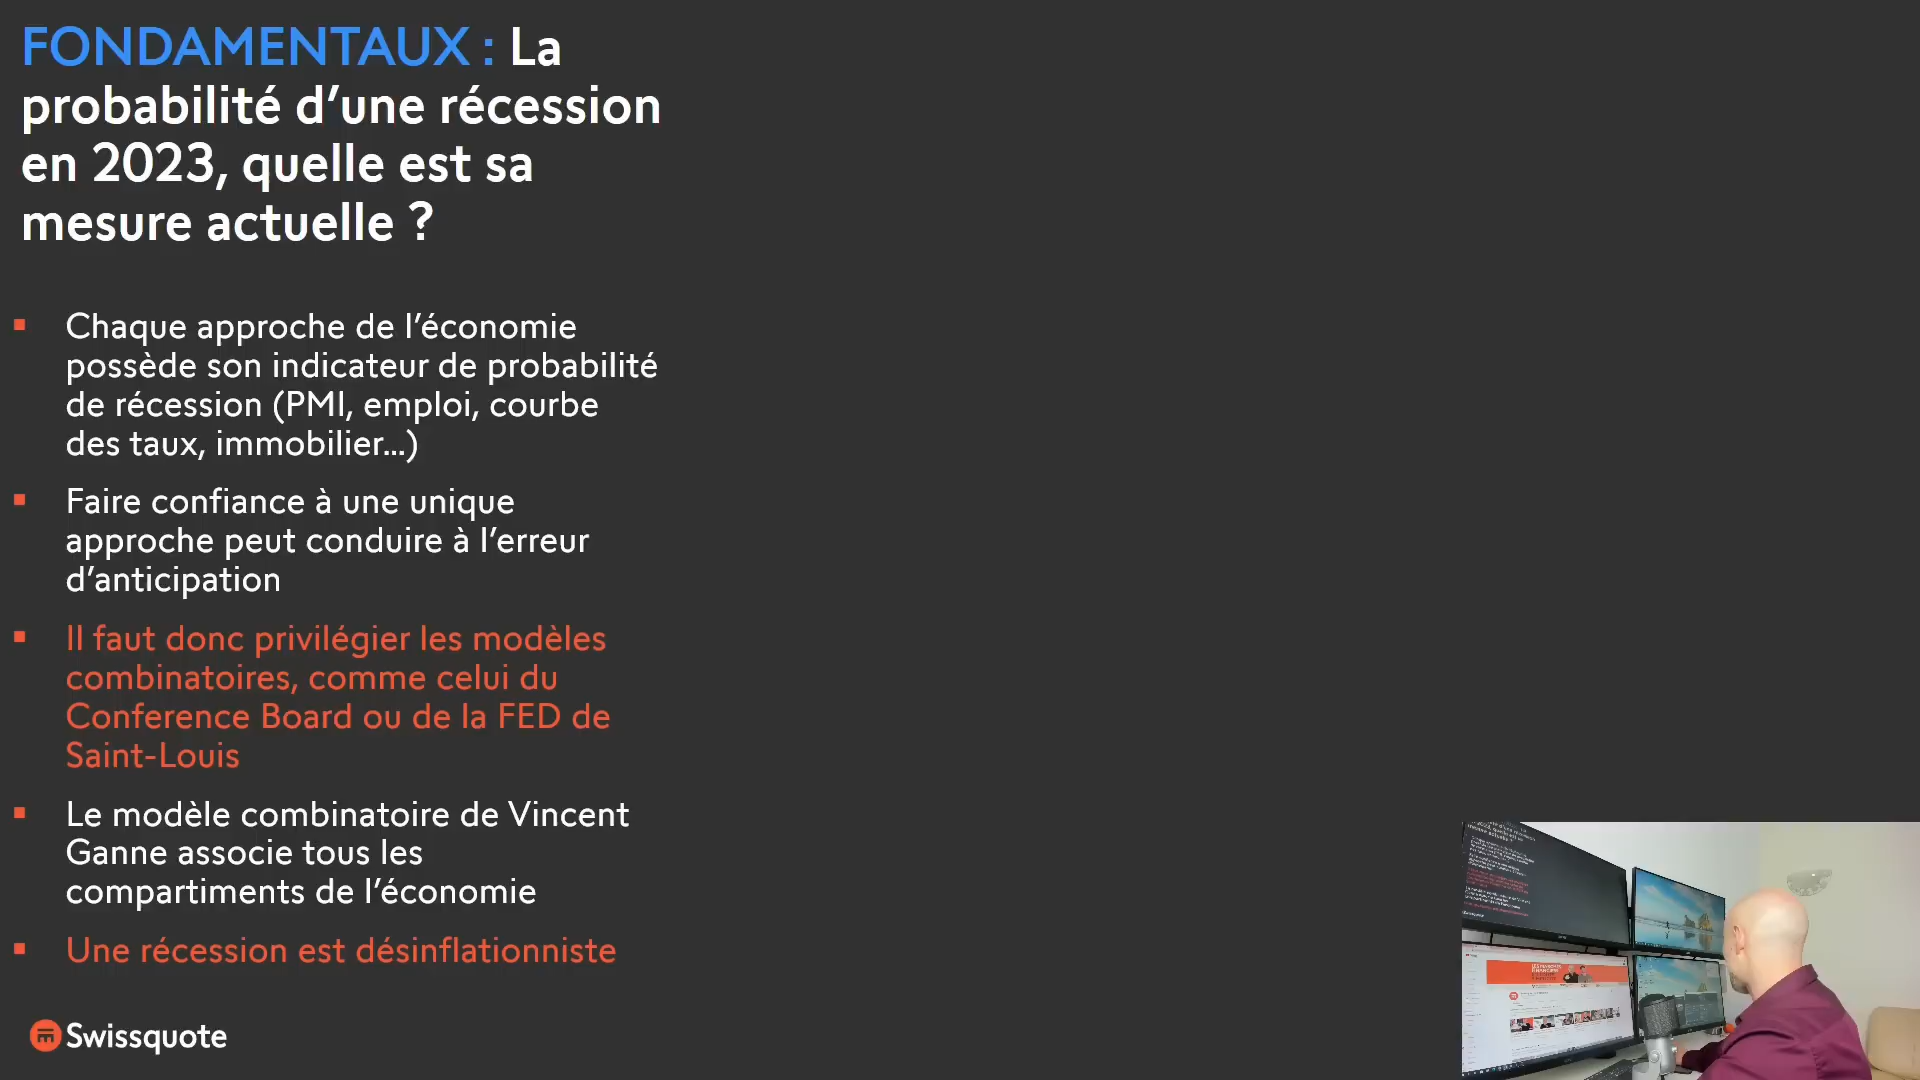 FONDAMENTAUX : La
probabilité d’une récession
en 2023, quelle est sa
mesure actuelle ?
Chaque approche de l’économie
possède son indicateur de probabilité
de récession (PMI, emploi, courbe
des taux, immobilier...)
Faire confiance à une unique
approche peut conduire à l’erreur
d’anticipation
Il faut donc privilégier les modèles
combinatoires, comme celui du
Conference Board ou de la FED de
Saint-Louis
Le modèle combinatoire de Vincent
Ganne associe tous les
compartiments de l’économie
Une récession est désinflationniste
Swissquote